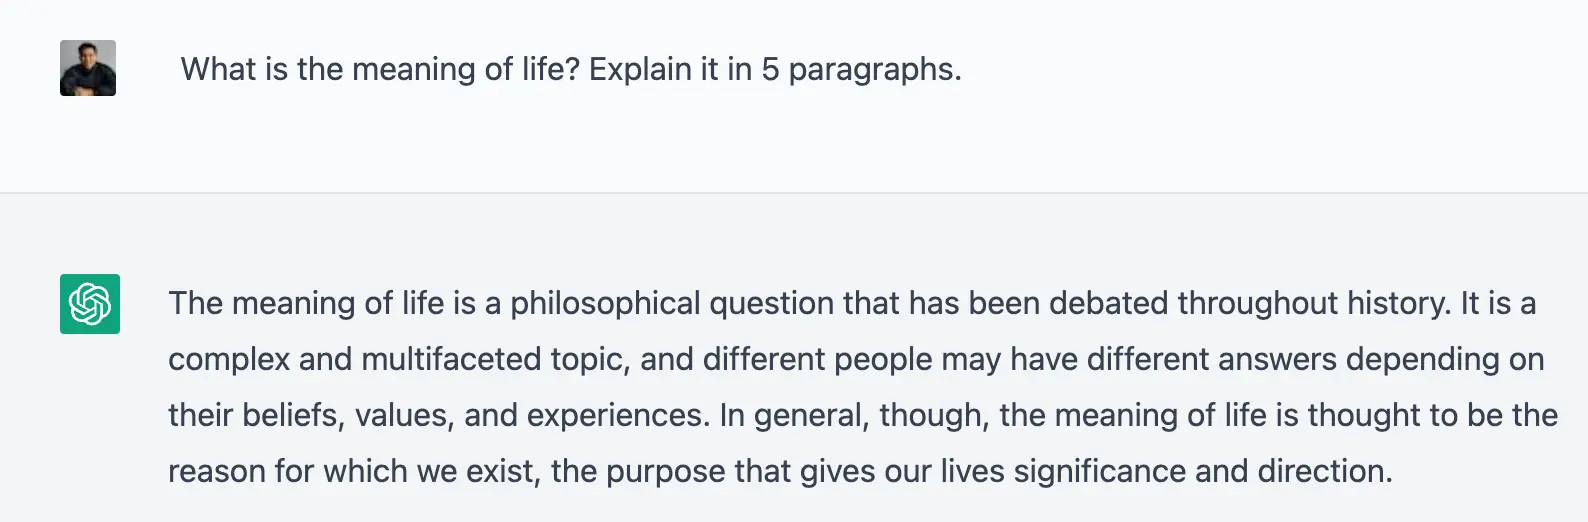 What is the meaning of life? Explain it in 5 paragraphs.
The meaning of life is a philosophical question that has been debated throughout history. It is a
complex and multifaceted topic, and different people may have different answers depending on
their beliefs, values, and experiences. In general, though, the meaning of life is thought to be the
reason for which we exist, the purpose that gives our lives significance and direction.